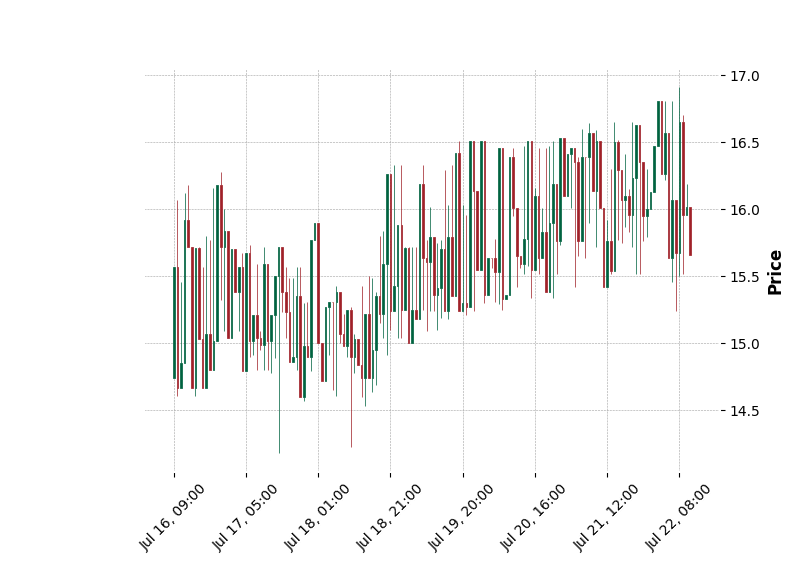 17.0
16.5
16.0
15.5
15.0
14.5
Price
Jul 16, 09:00
Jul 17, 05:00
Jul 18, 01:00
Jul 18, 21:00
Jul 19, 20:00
Jul 20, 16:00
Jul 21, 12:00
Jul 22, 08:00